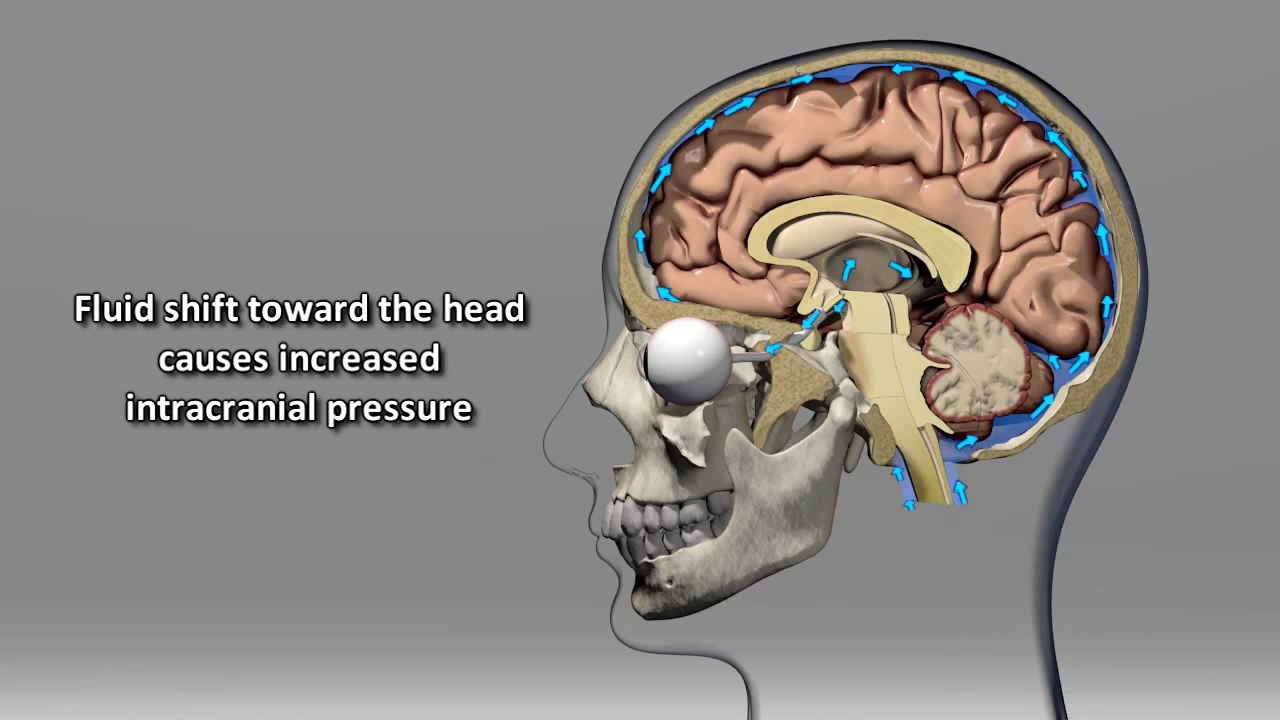 Fluid shift toward the head
causes increased
intracranial pressure